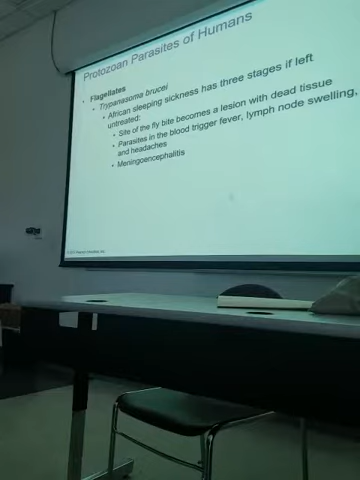 Protozoan Parasites of Humans
• Flagellates
• Trypanasoma brucei
• African sleeping sickness has three stages if left
untreated:
• Site of the fly bite becomes a lesion with dead tissue
• Parasites in the blood trigger fever, lymph node swelling,
and headaches
• Meningoencephalitis